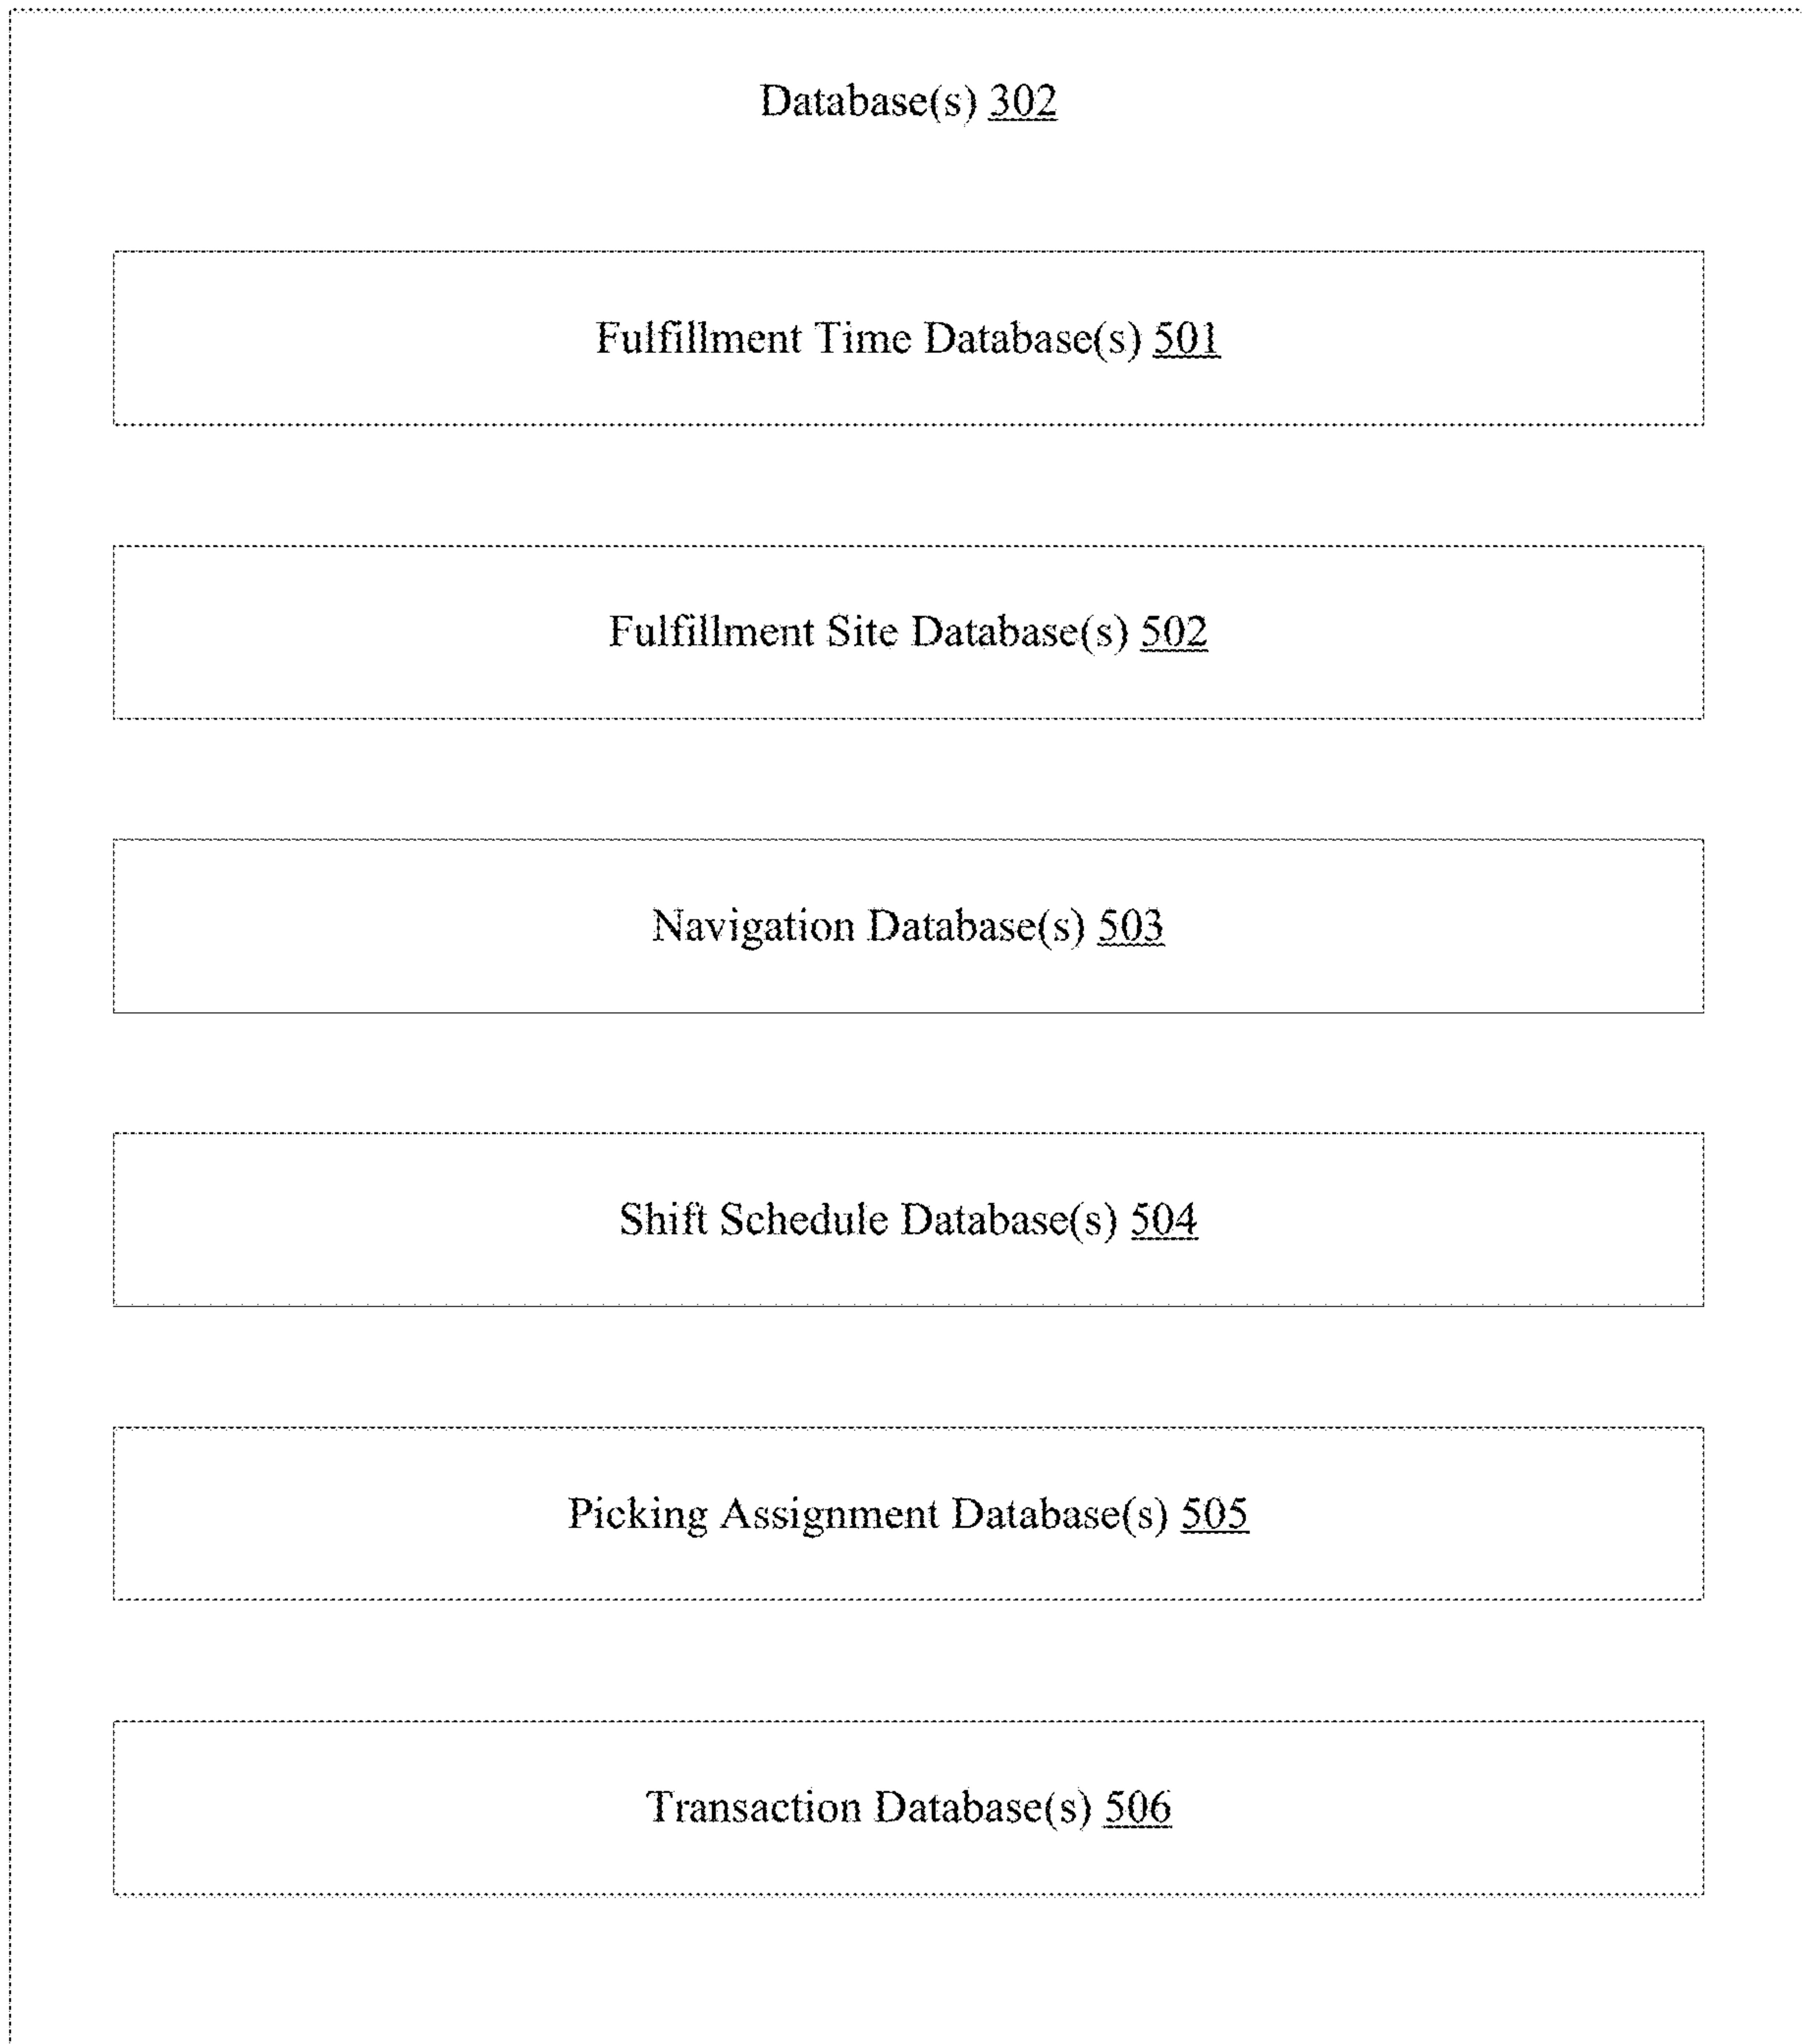 Database(s) 302
Fulfillment Time Database(s) 501
Fulfillment Site Database(s) 502
Navigation Database(s) 503
Shift Schedule Database(s) 504
Picking Assignment Database(s) 505
Transaction Database(s) 506